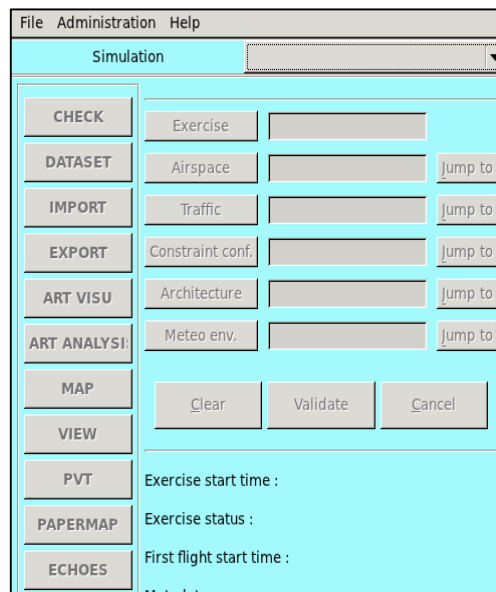 File Administration Help
Simulation
CHECK
DATASET
IMPORT
EXPORT
ART VISU
ART ANALYSI
MAP
VIEW
PVT
PAPERMAP
ECHOES
Exercise
Airspace Jump to
Traffic Jump to
Constraint conf. Jump to
Architecture Jump to
Meteo env. Jump to
Clear Validate Cancel
Exercise start time :
Exercise status :
First flight start time :